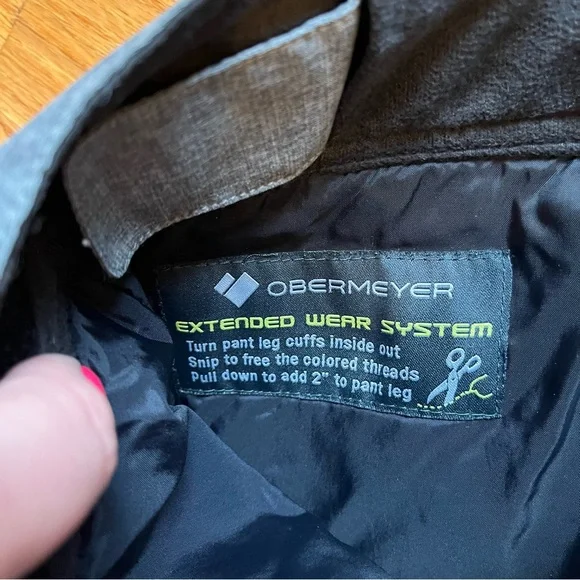 OBERMEYER
EXTENDED WEAR SYSTEM
Turn pant leg cuffs inside out
Snip to free the colored threads
Pull down to add 2" to pant leg